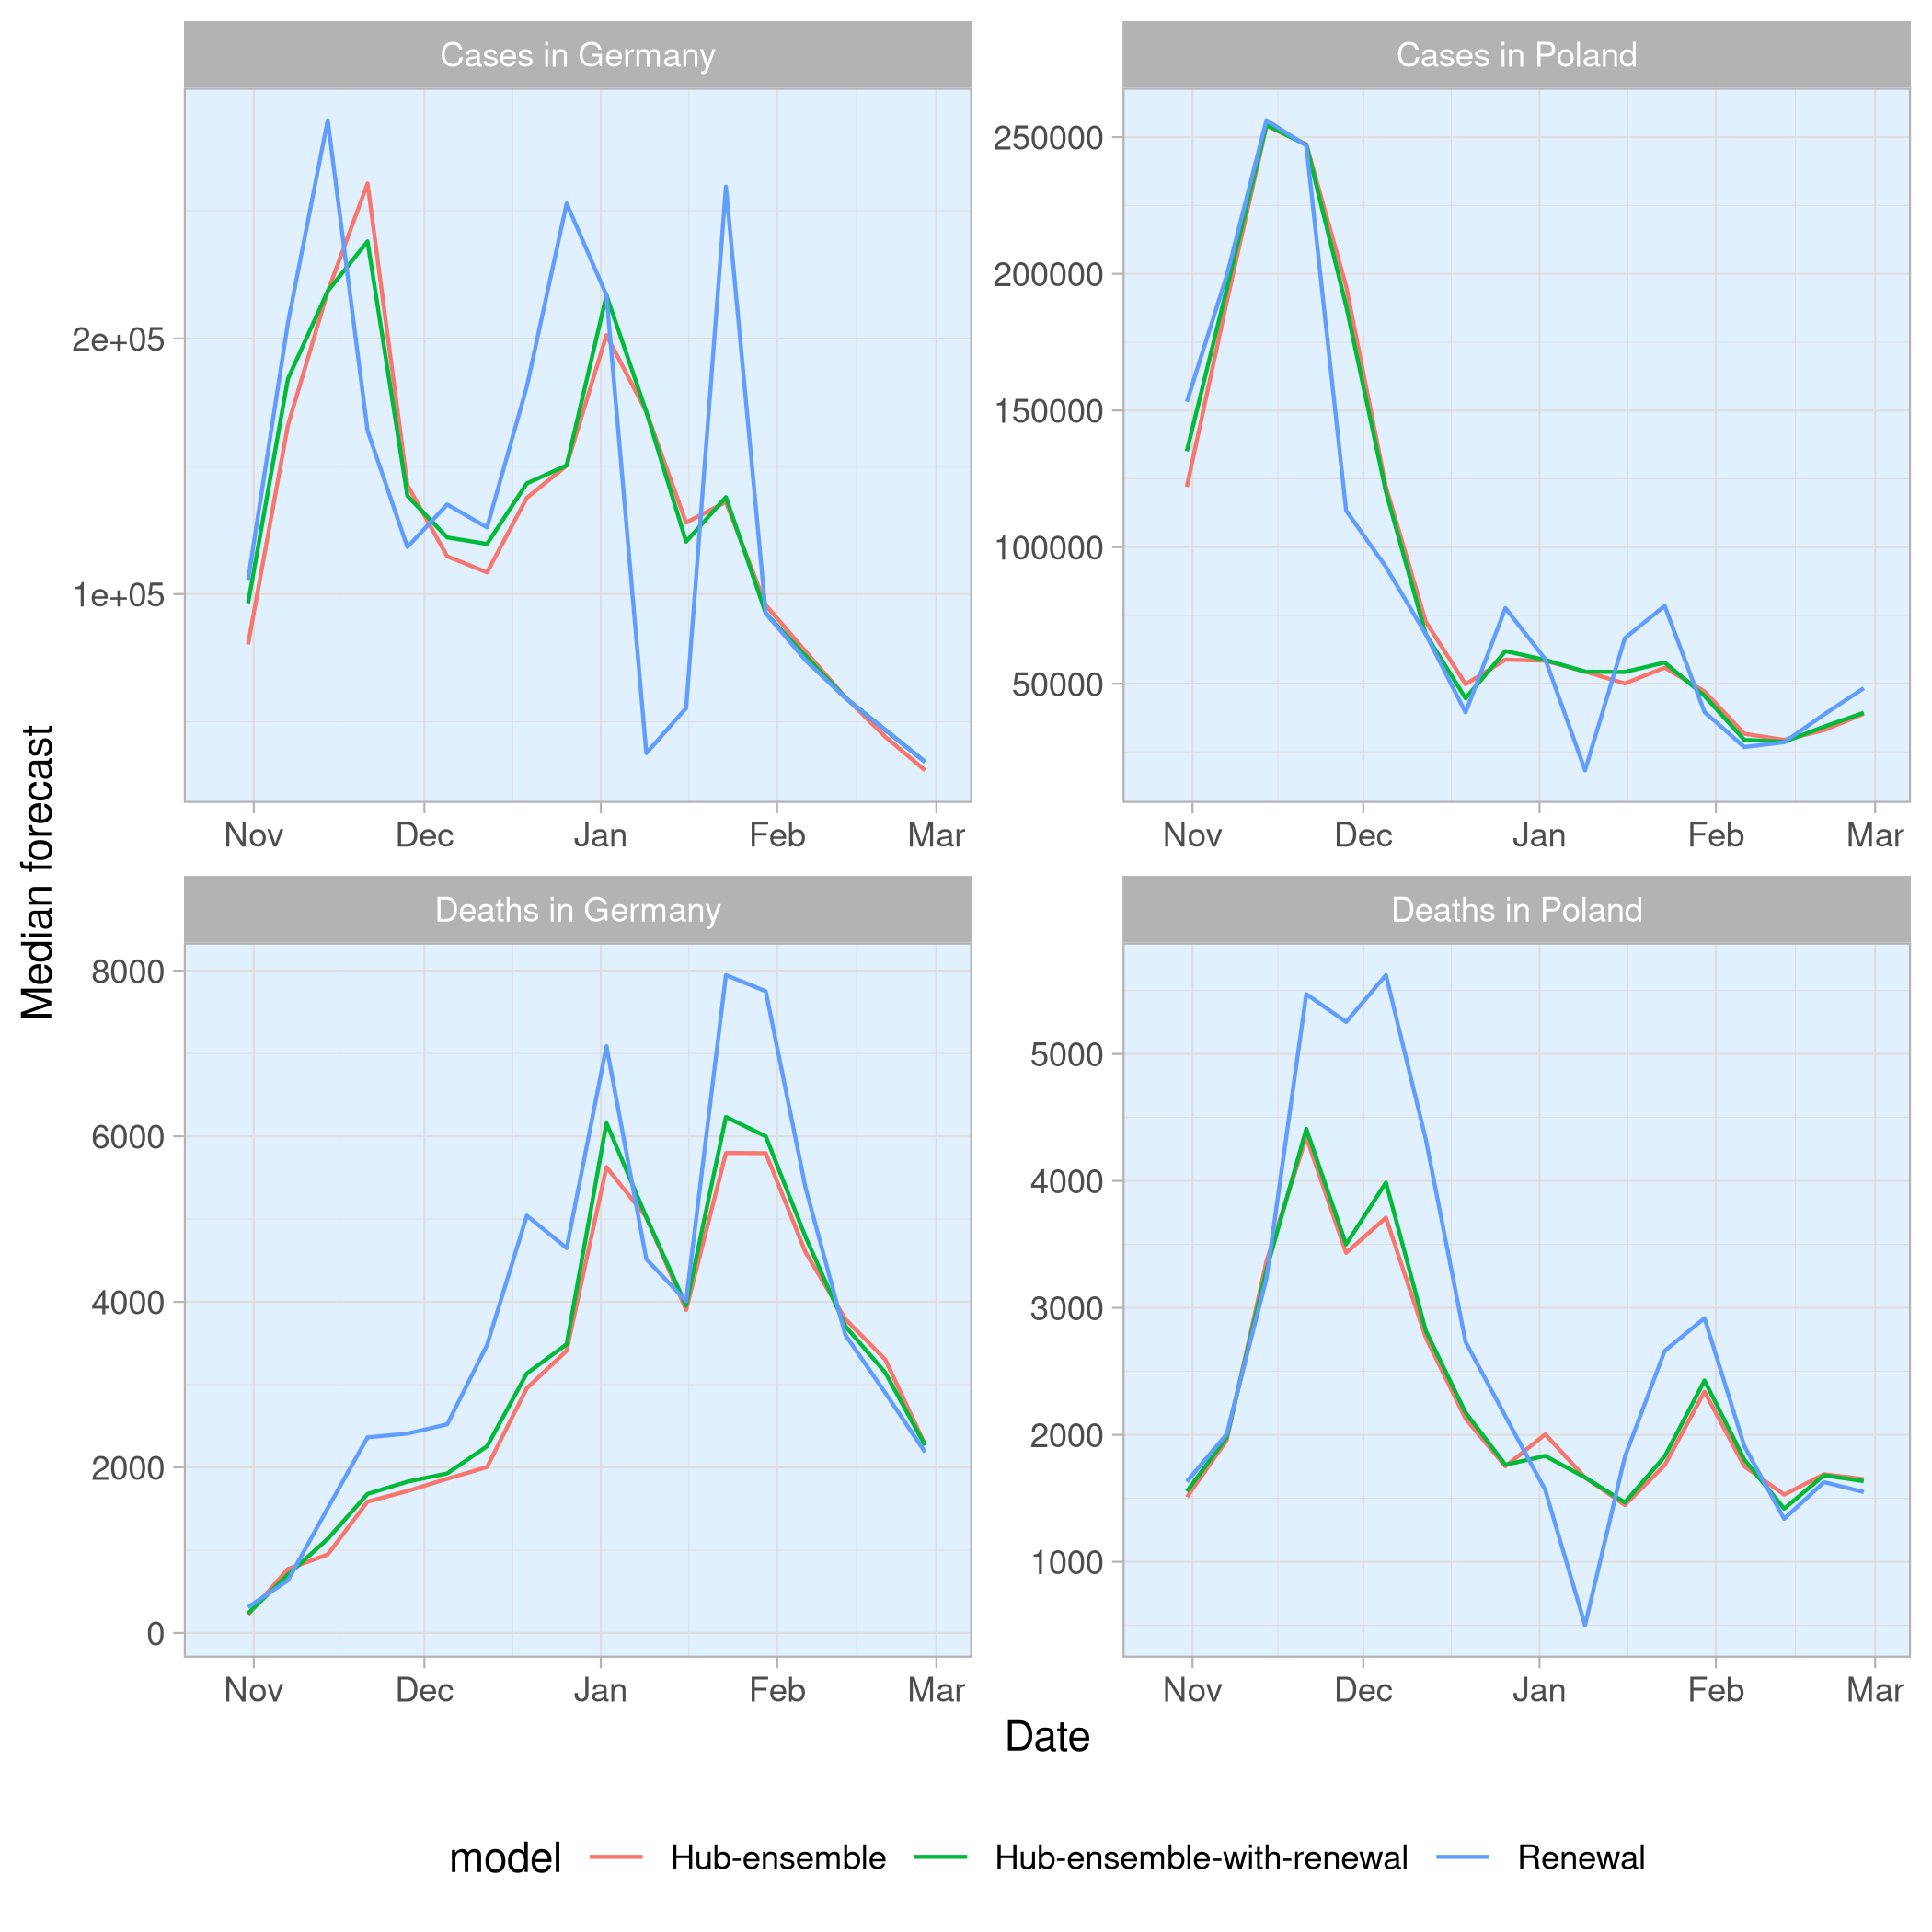 Cases in Germany
Cases in Poland
2e+05
1e+05
250000
200000
150000
100000
50000
Nov Dec Jan Feb Mar
Nov Dec Jan Feb Mar
Median forecast
Deaths in Germany
Deaths in Poland
8000
6000
4000
2000
0
5000
4000
3000
2000
1000
Nov Dec Jan Feb Mar
Nov Dec Jan Feb Mar
Date
model Hub-ensemble Hub-ensemble-with-renewal Renewal